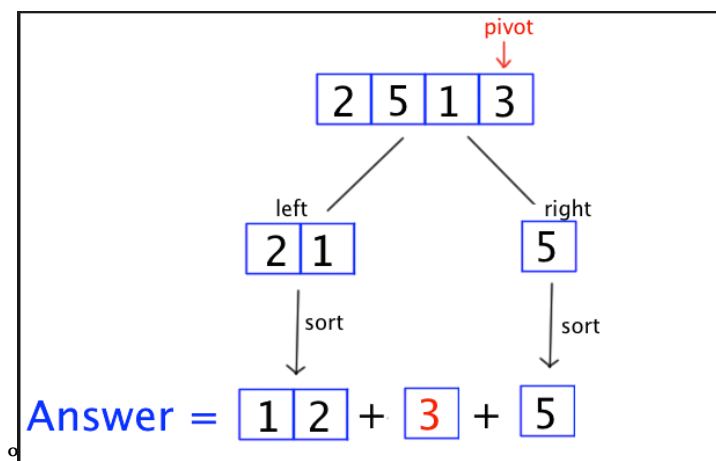 pivot
2 5 1 3
left right
2 1 5
sort sort
Answer = 1 2 + 3 + 5
o